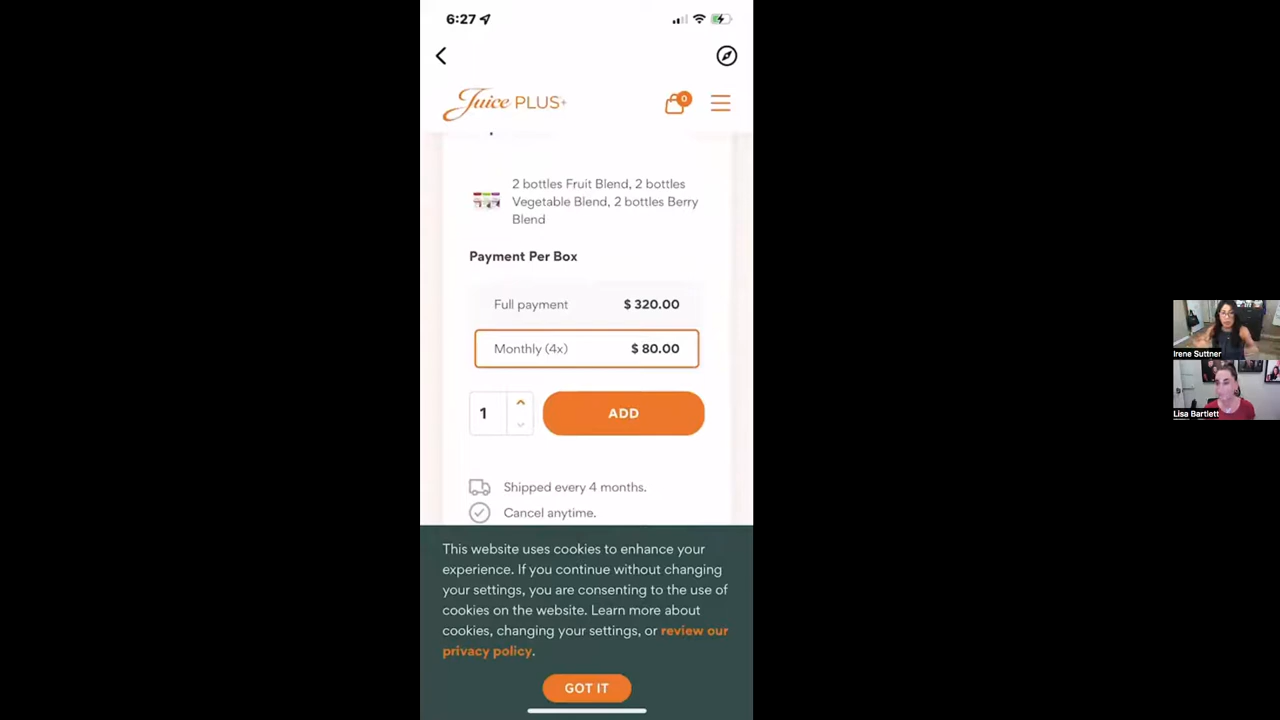 6:27
Juice PLUS+
0
2 bottles Fruit Blend, 2 bottles
Vegetable Blend, 2 bottles Berry
Blend
Payment Per Box
Full payment $ 320.00
Monthly (4x) $ 80.00
1 ADD
Shipped every 4 months.
Cancel anytime.
This website uses cookies to enhance your
experience. If you continue without changing
your settings, you are consenting to the use of
cookies on the website. Learn more about
cookies, changing your settings, or review our
privacy policy.
GOT IT
Irene Suttner
Lisa Bartlett